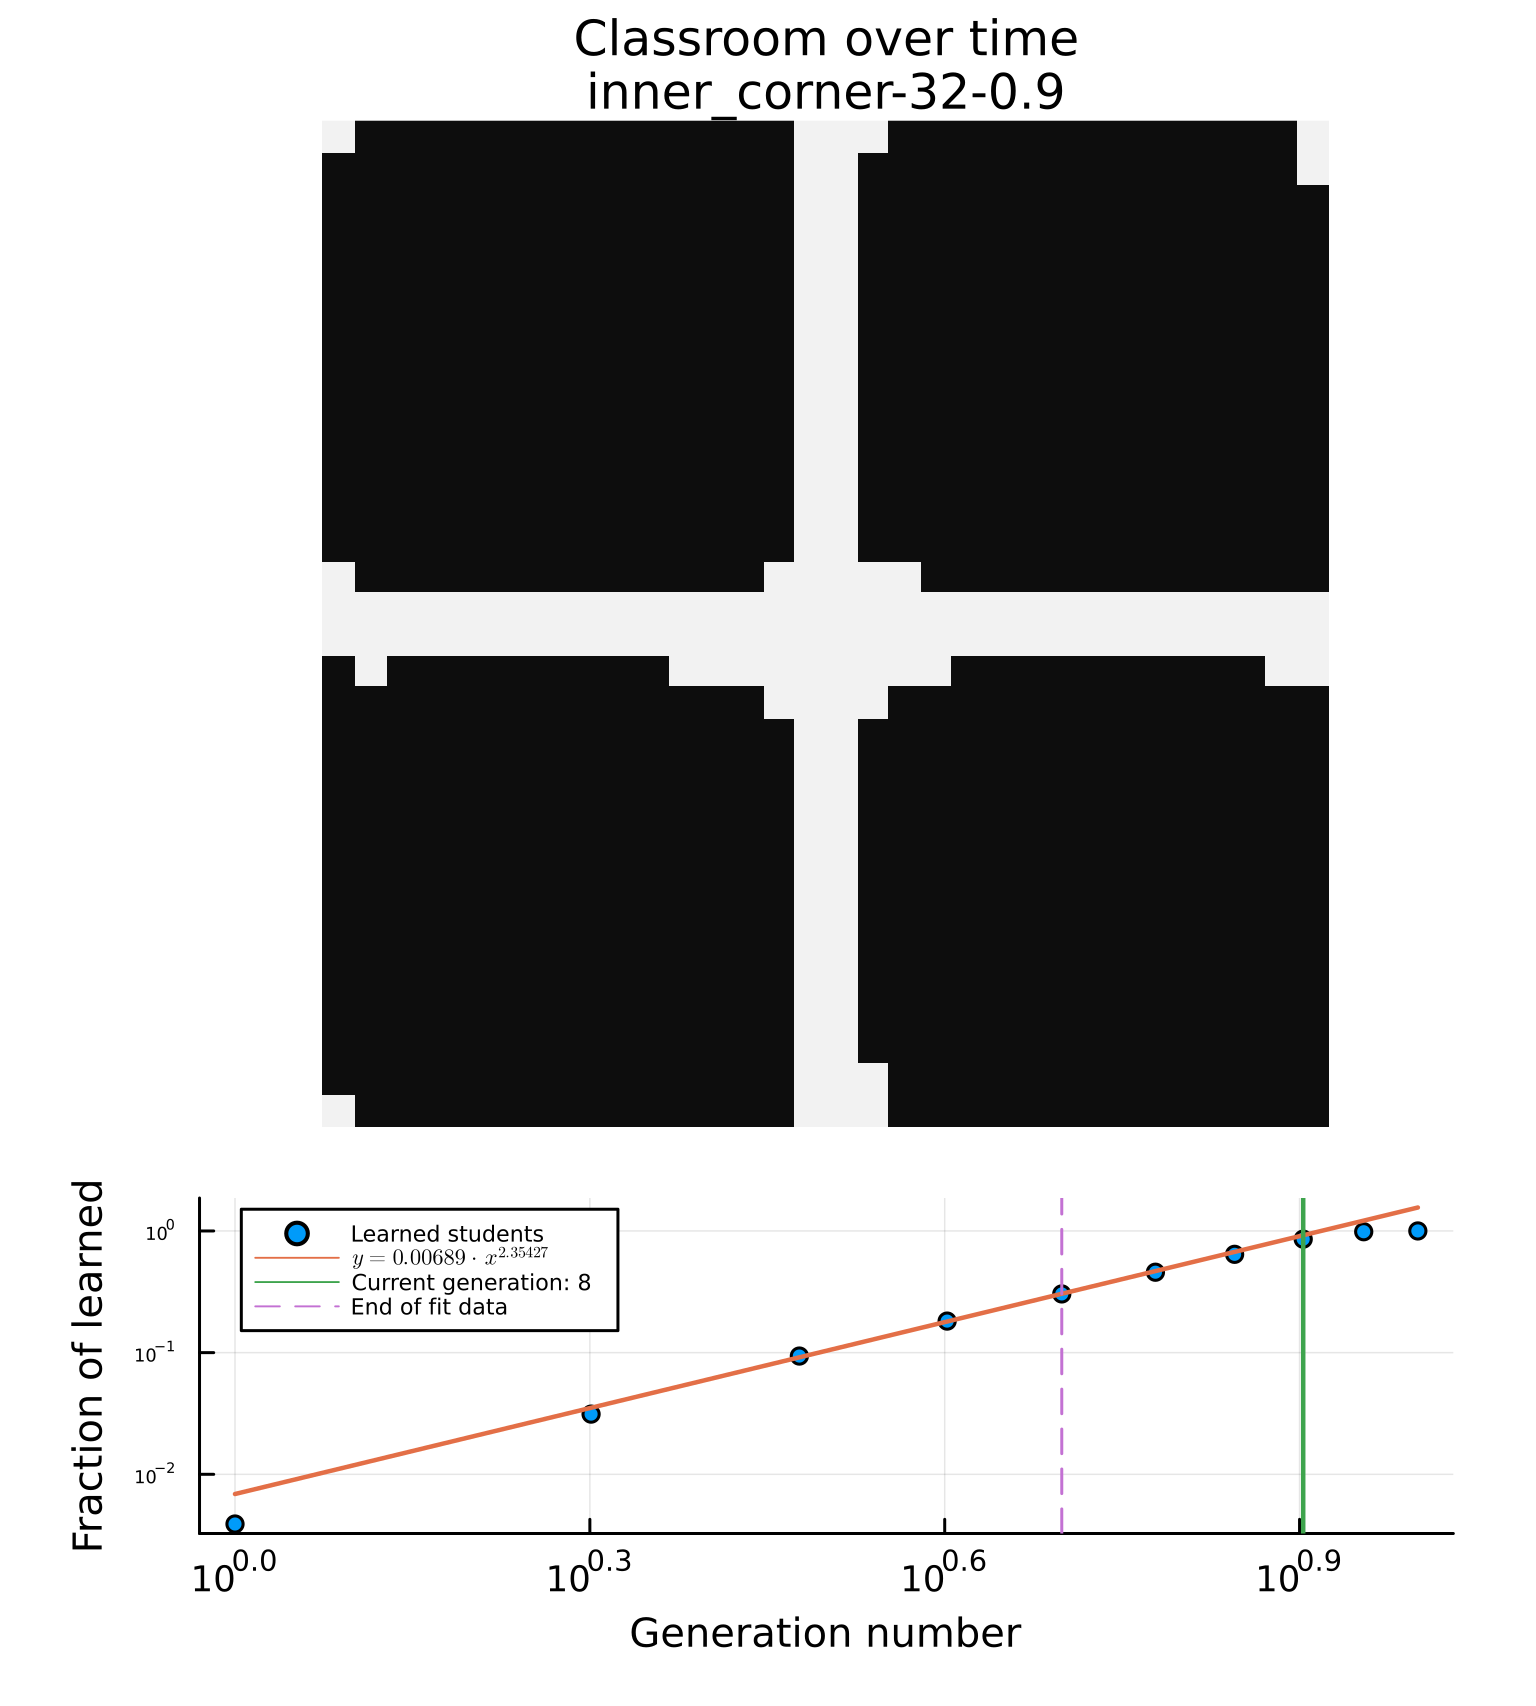 Classroom over time
inner_corner-32-0.9
Fraction of learned
10⁰
10⁻¹
10⁻²
Learned students
y = 0.00689 · x^2.35427
Current generation: 8
End of fit data
10^0.0 10^0.3 10^0.6 10^0.9
Generation number